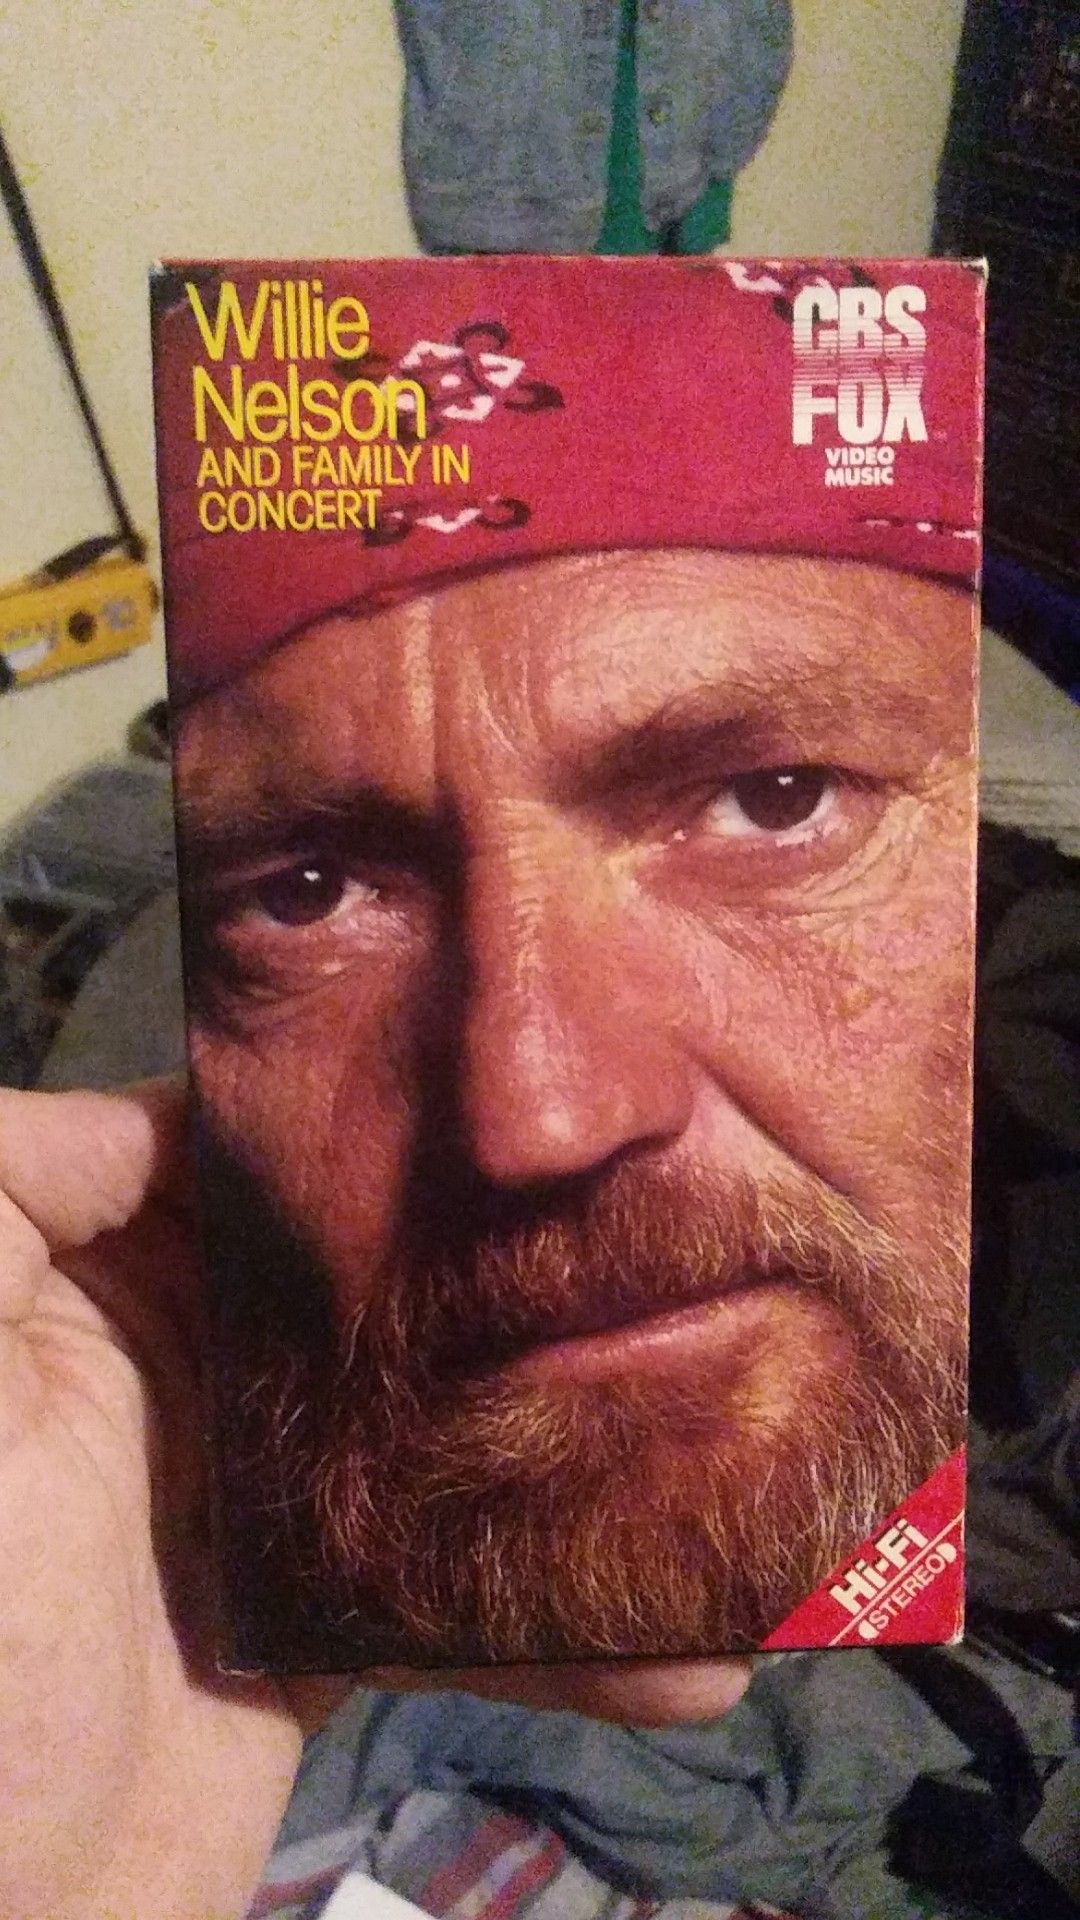 Willie
Nelson
AND FAMILY IN
CONCERT
CBS
FOX
VIDEO
MUSIC
Hi-Fi
STEREO